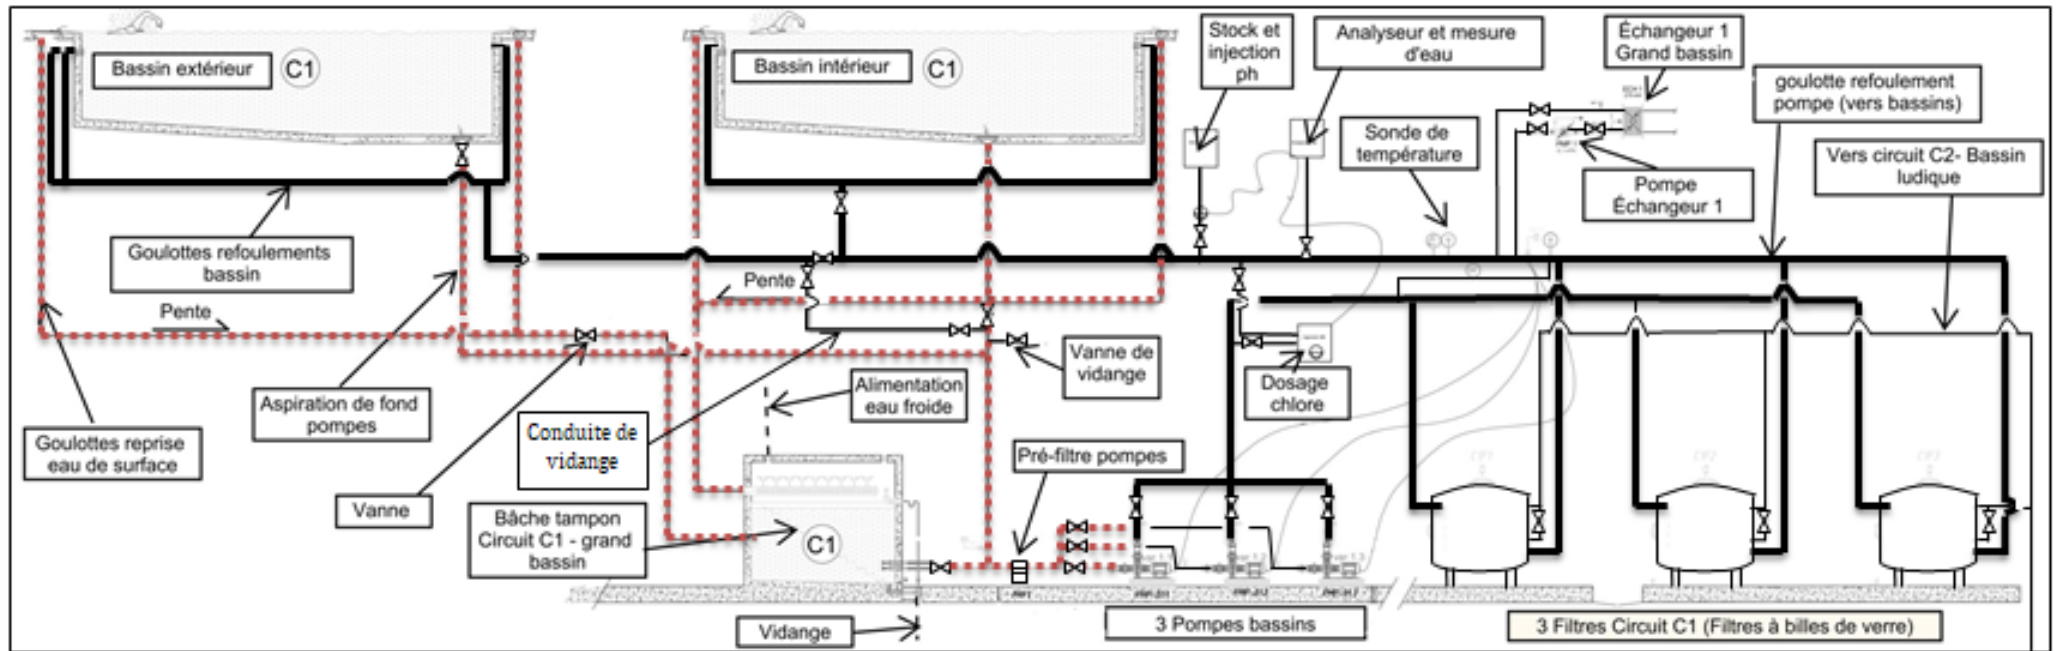 Bassin extérieur
C1
Bassin intérieur
C1
Stock et
injection
ph
Analyseur et mesure
d'eau
Échangeur 1
Grand bassin
goulotte refoulement
pompe (vers bassins)
Sonde de
température
Vers circuit C2- Bassin
ludique
Pompe
Échangeur 1
Goulottes refoulements
bassin
Pente
Pente
Vanne de
vidange
Alimentation
eau froide
Dosage
chlore
Aspiration de fond
pompes
Goulottes reprise
eau de surface
Conduite de
vidange
Pré-filtre pompes
Vanne
Bâche tampon
Circuit C1 - grand
bassin
C1
Vidange
3 Pompes bassins
3 Filtres Circuit C1 (Filtres à billes de verre)